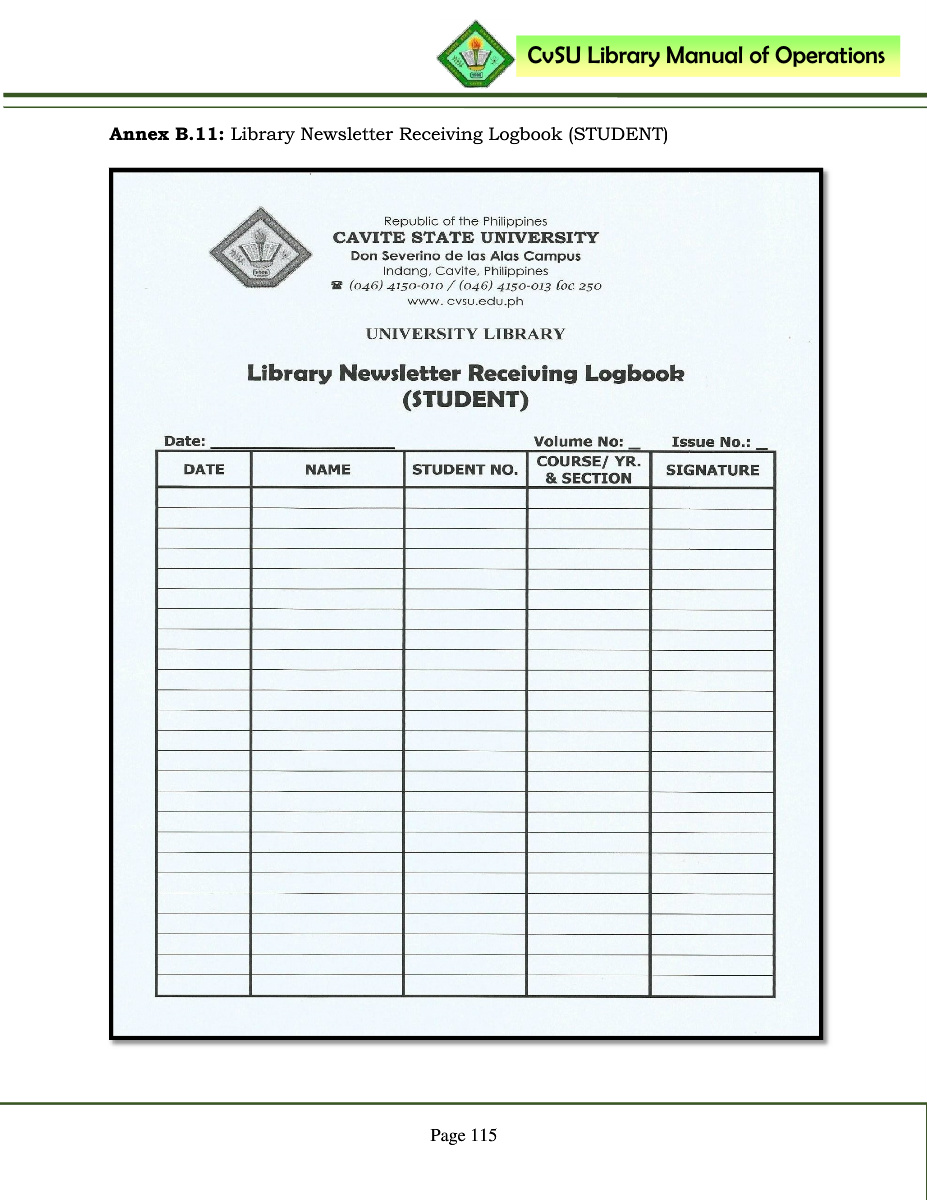 CvSU Library Manual of Operations
Annex B.11: Library Newsletter Receiving Logbook (STUDENT)
Republic of the Philippines
CAVITE STATE UNIVERSITY
Don Severino de las Alas Campus
Indang, Cavite, Philippines
☎ (046) 4150-010 / (046) 4150-013 loc 250
www. cvsu.edu.ph
UNIVERSITY LIBRARY
Library Newsletter Receiving Logbook
(STUDENT)
Date: ____________________ Volume No: _ Issue No.: _
DATE NAME STUDENT NO. COURSE/ YR. & SECTION SIGNATURE
Page 115